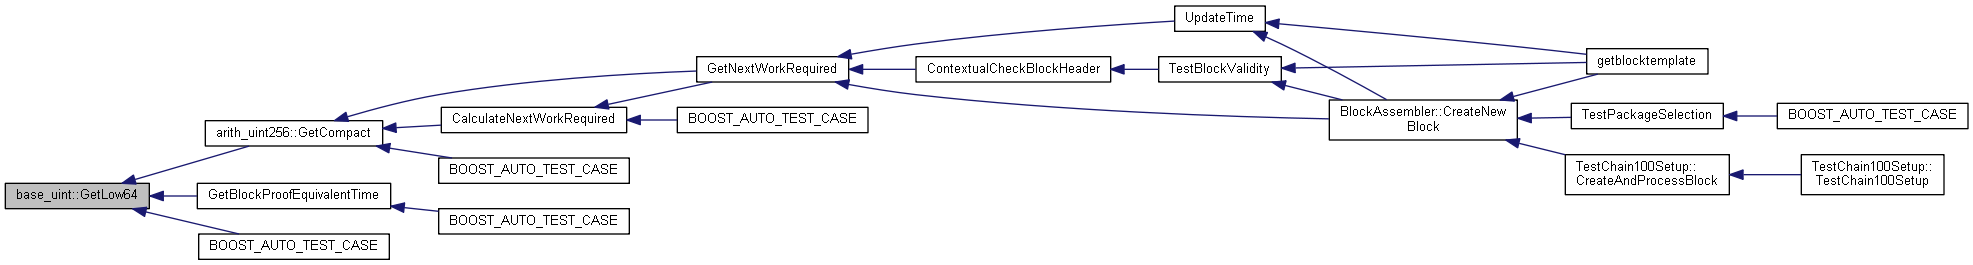 UpdateTime
getblocktemplate
GetNextWorkRequired
ContextualCheckBlockHeader
TestBlockValidity
CalculateNextWorkRequired
BOOST_AUTO_TEST_CASE
BlockAssembler::CreateNew
Block
TestPackageSelection
BOOST_AUTO_TEST_CASE
arith_uint256::GetCompact
BOOST_AUTO_TEST_CASE
TestChain100Setup::
CreateAndProcessBlock
TestChain100Setup::
TestChain100Setup
base_uint::GetLow64
GetBlockProofEquivalentTime
BOOST_AUTO_TEST_CASE
BOOST_AUTO_TEST_CASE